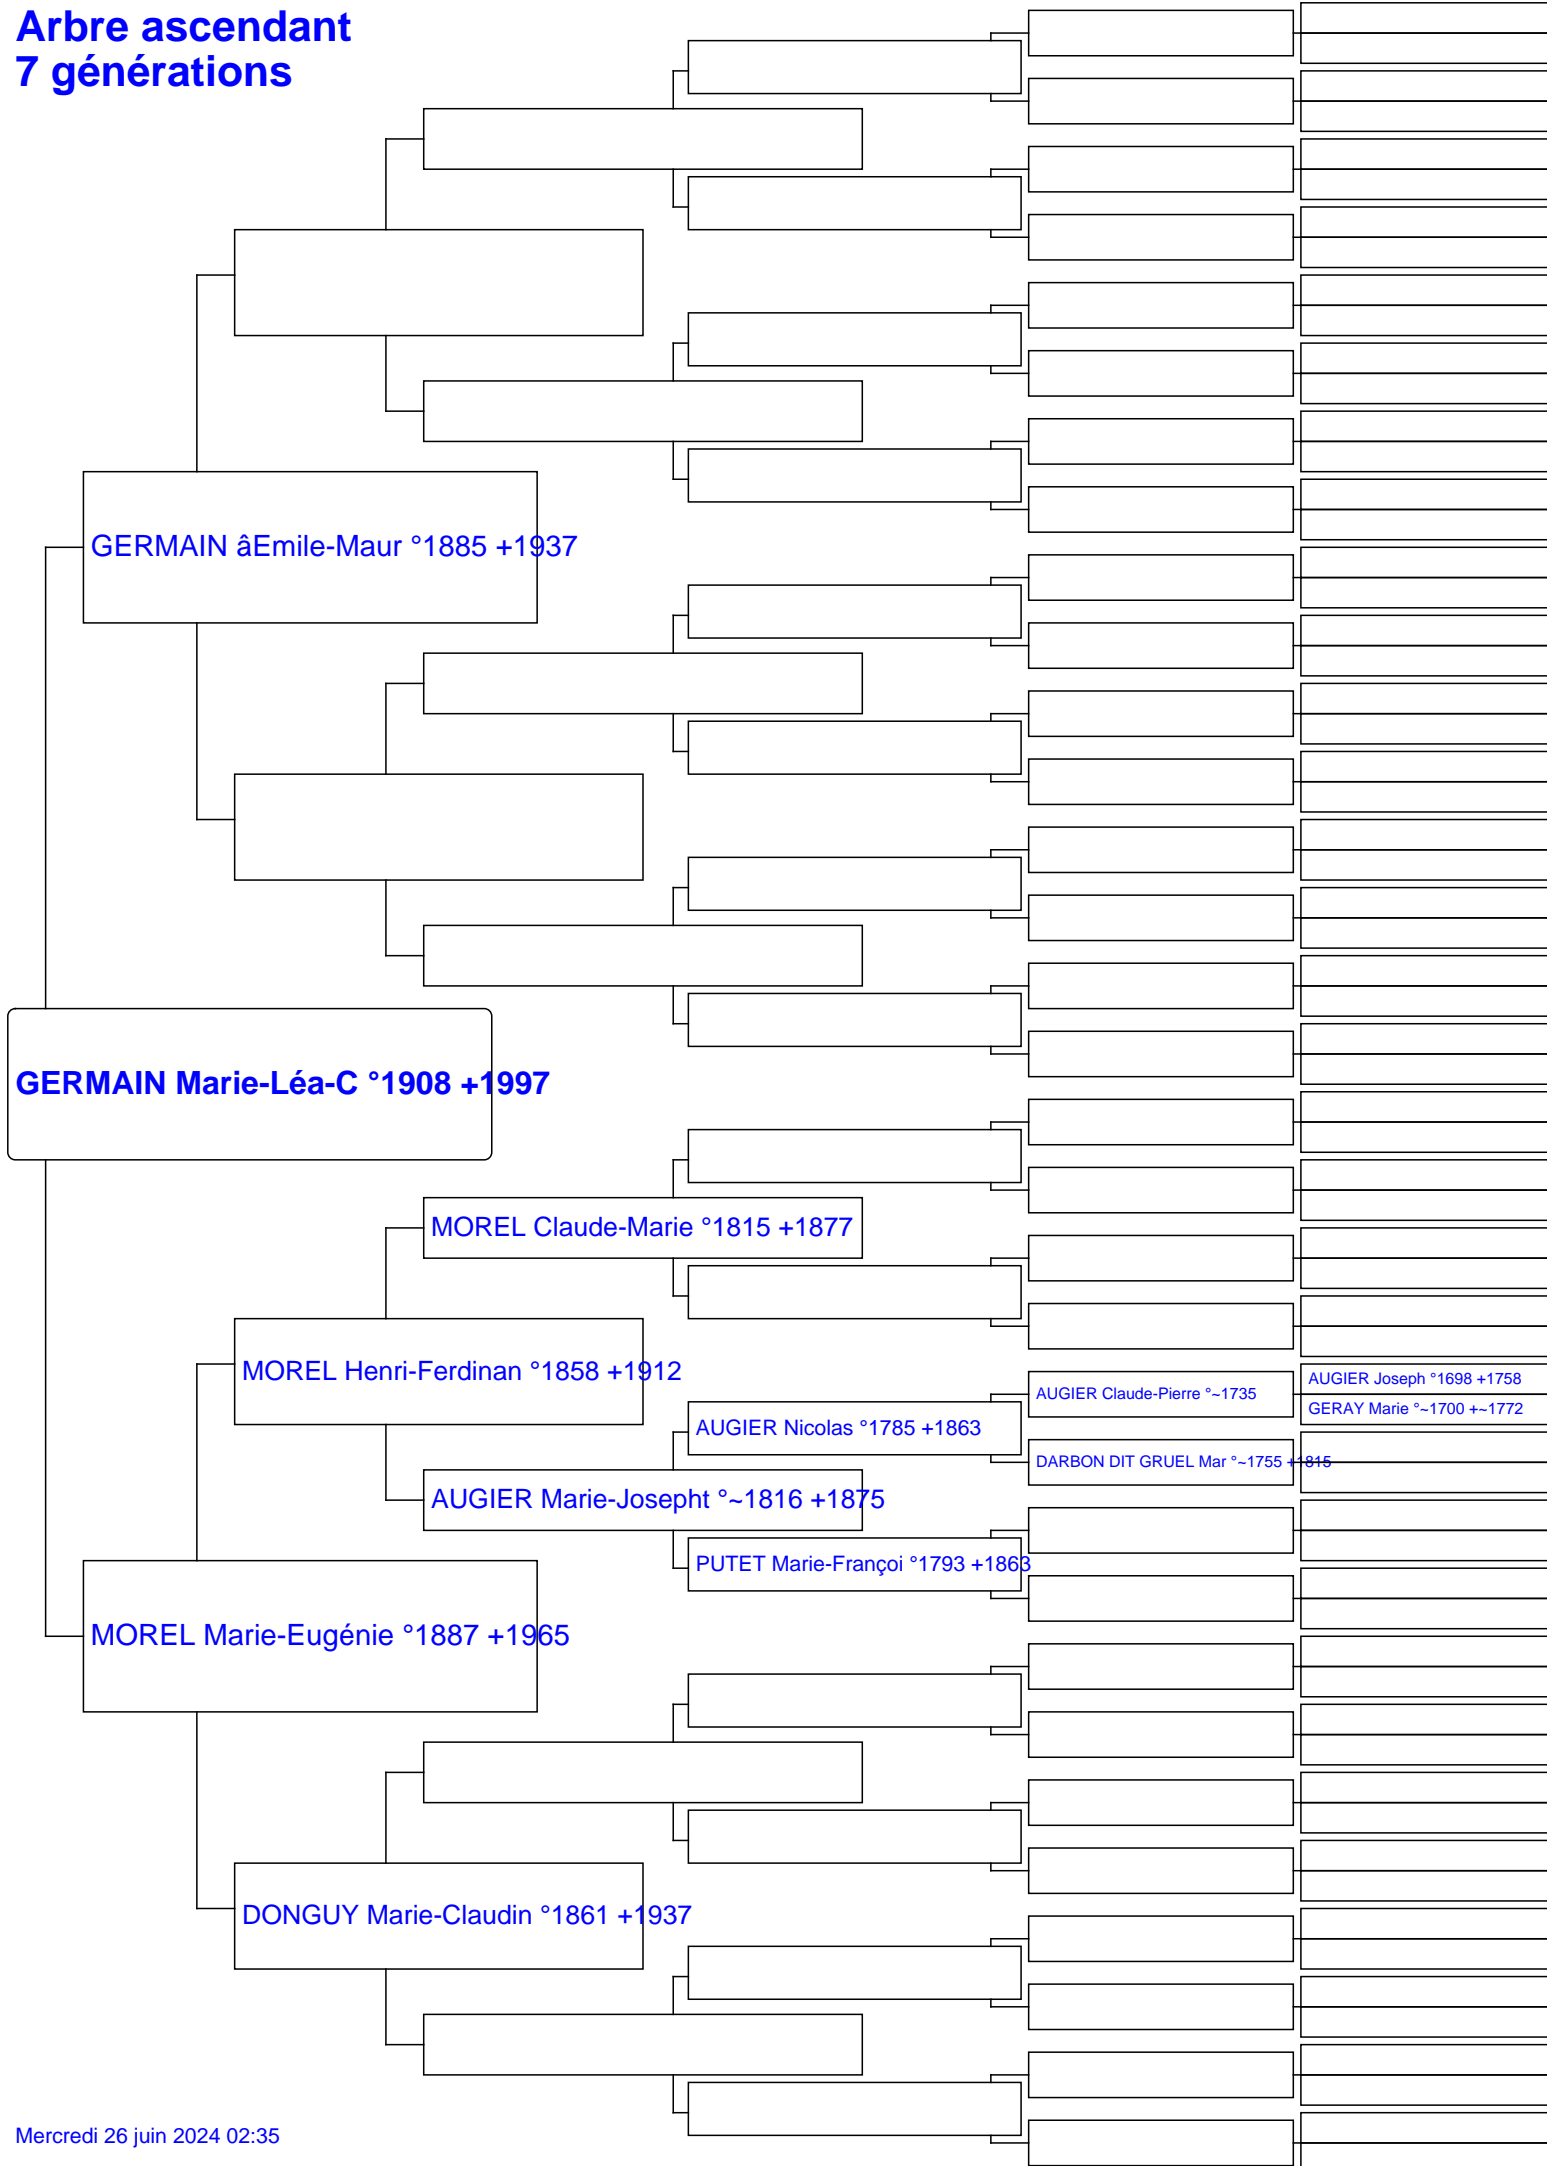 Arbre ascendant
7 générations
GERMAIN âEmile-Maur °1885 +1937
GERMAIN Marie-Léa-C °1908 +1997
MOREL Claude-Marie °1815 +1877
MOREL Henri-Ferdinan °1858 +1912
AUGIER Joseph °1698 +1758
AUGIER Claude-Pierre °~1735
GERAY Marie °~1700 +~1772
AUGIER Nicolas °1785 +1863
DARBON DIT GRUEL Mar °~1755 +1815
AUGIER Marie-Josepht °~1816 +1875
PUTET Marie-Françoi °1793 +1863
MOREL Marie-Eugénie °1887 +1965
DONGUY Marie-Claudin °1861 +1937
Mercredi 26 juin 2024 02:35